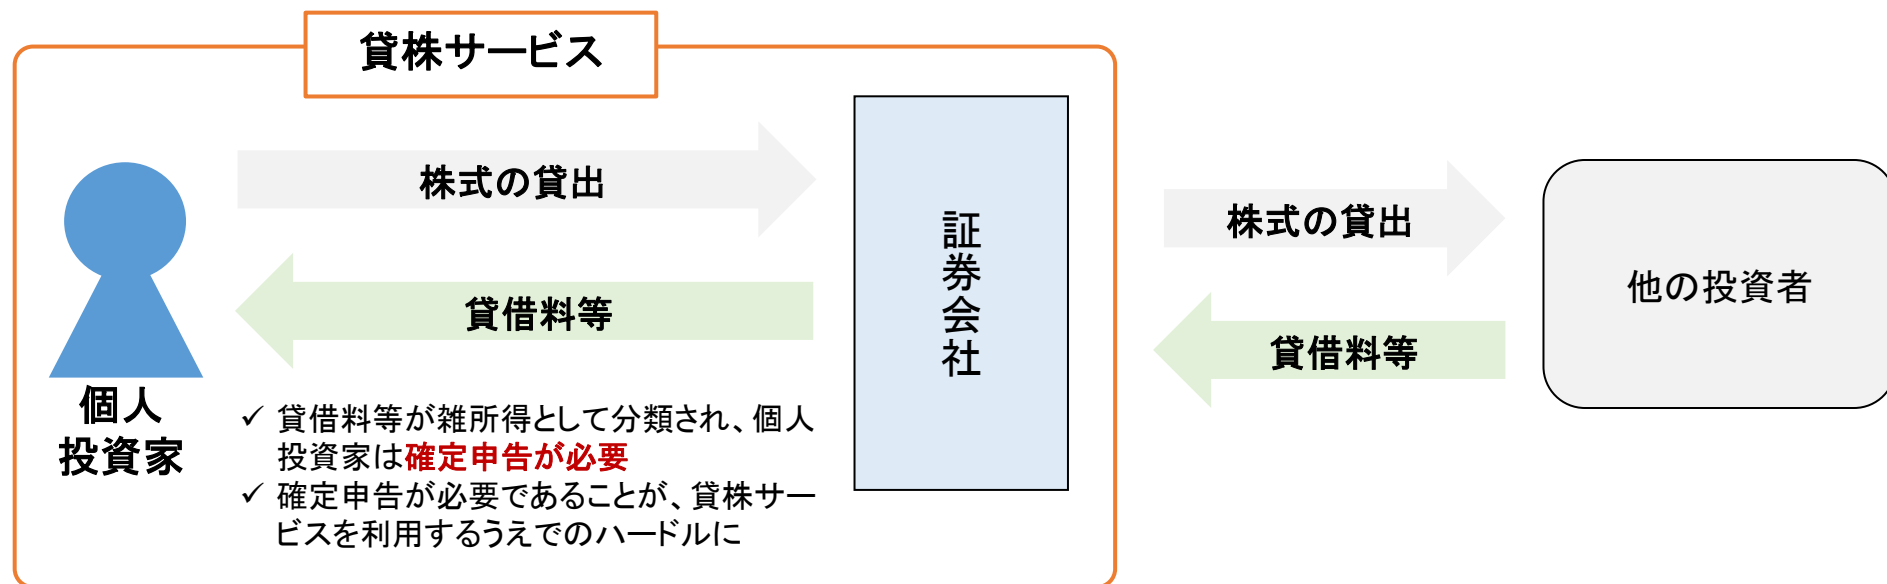 貸株サービス
株式の貸出
貸借料等
個人
投資家
✓ 貸借料等が雑所得として分類され、個人
投資家は確定申告が必要
✓ 確定申告が必要であることが、貸株サー
ビスを利用するうえでのハードルに
証券会社
株式の貸出
貸借料等
他の投資者